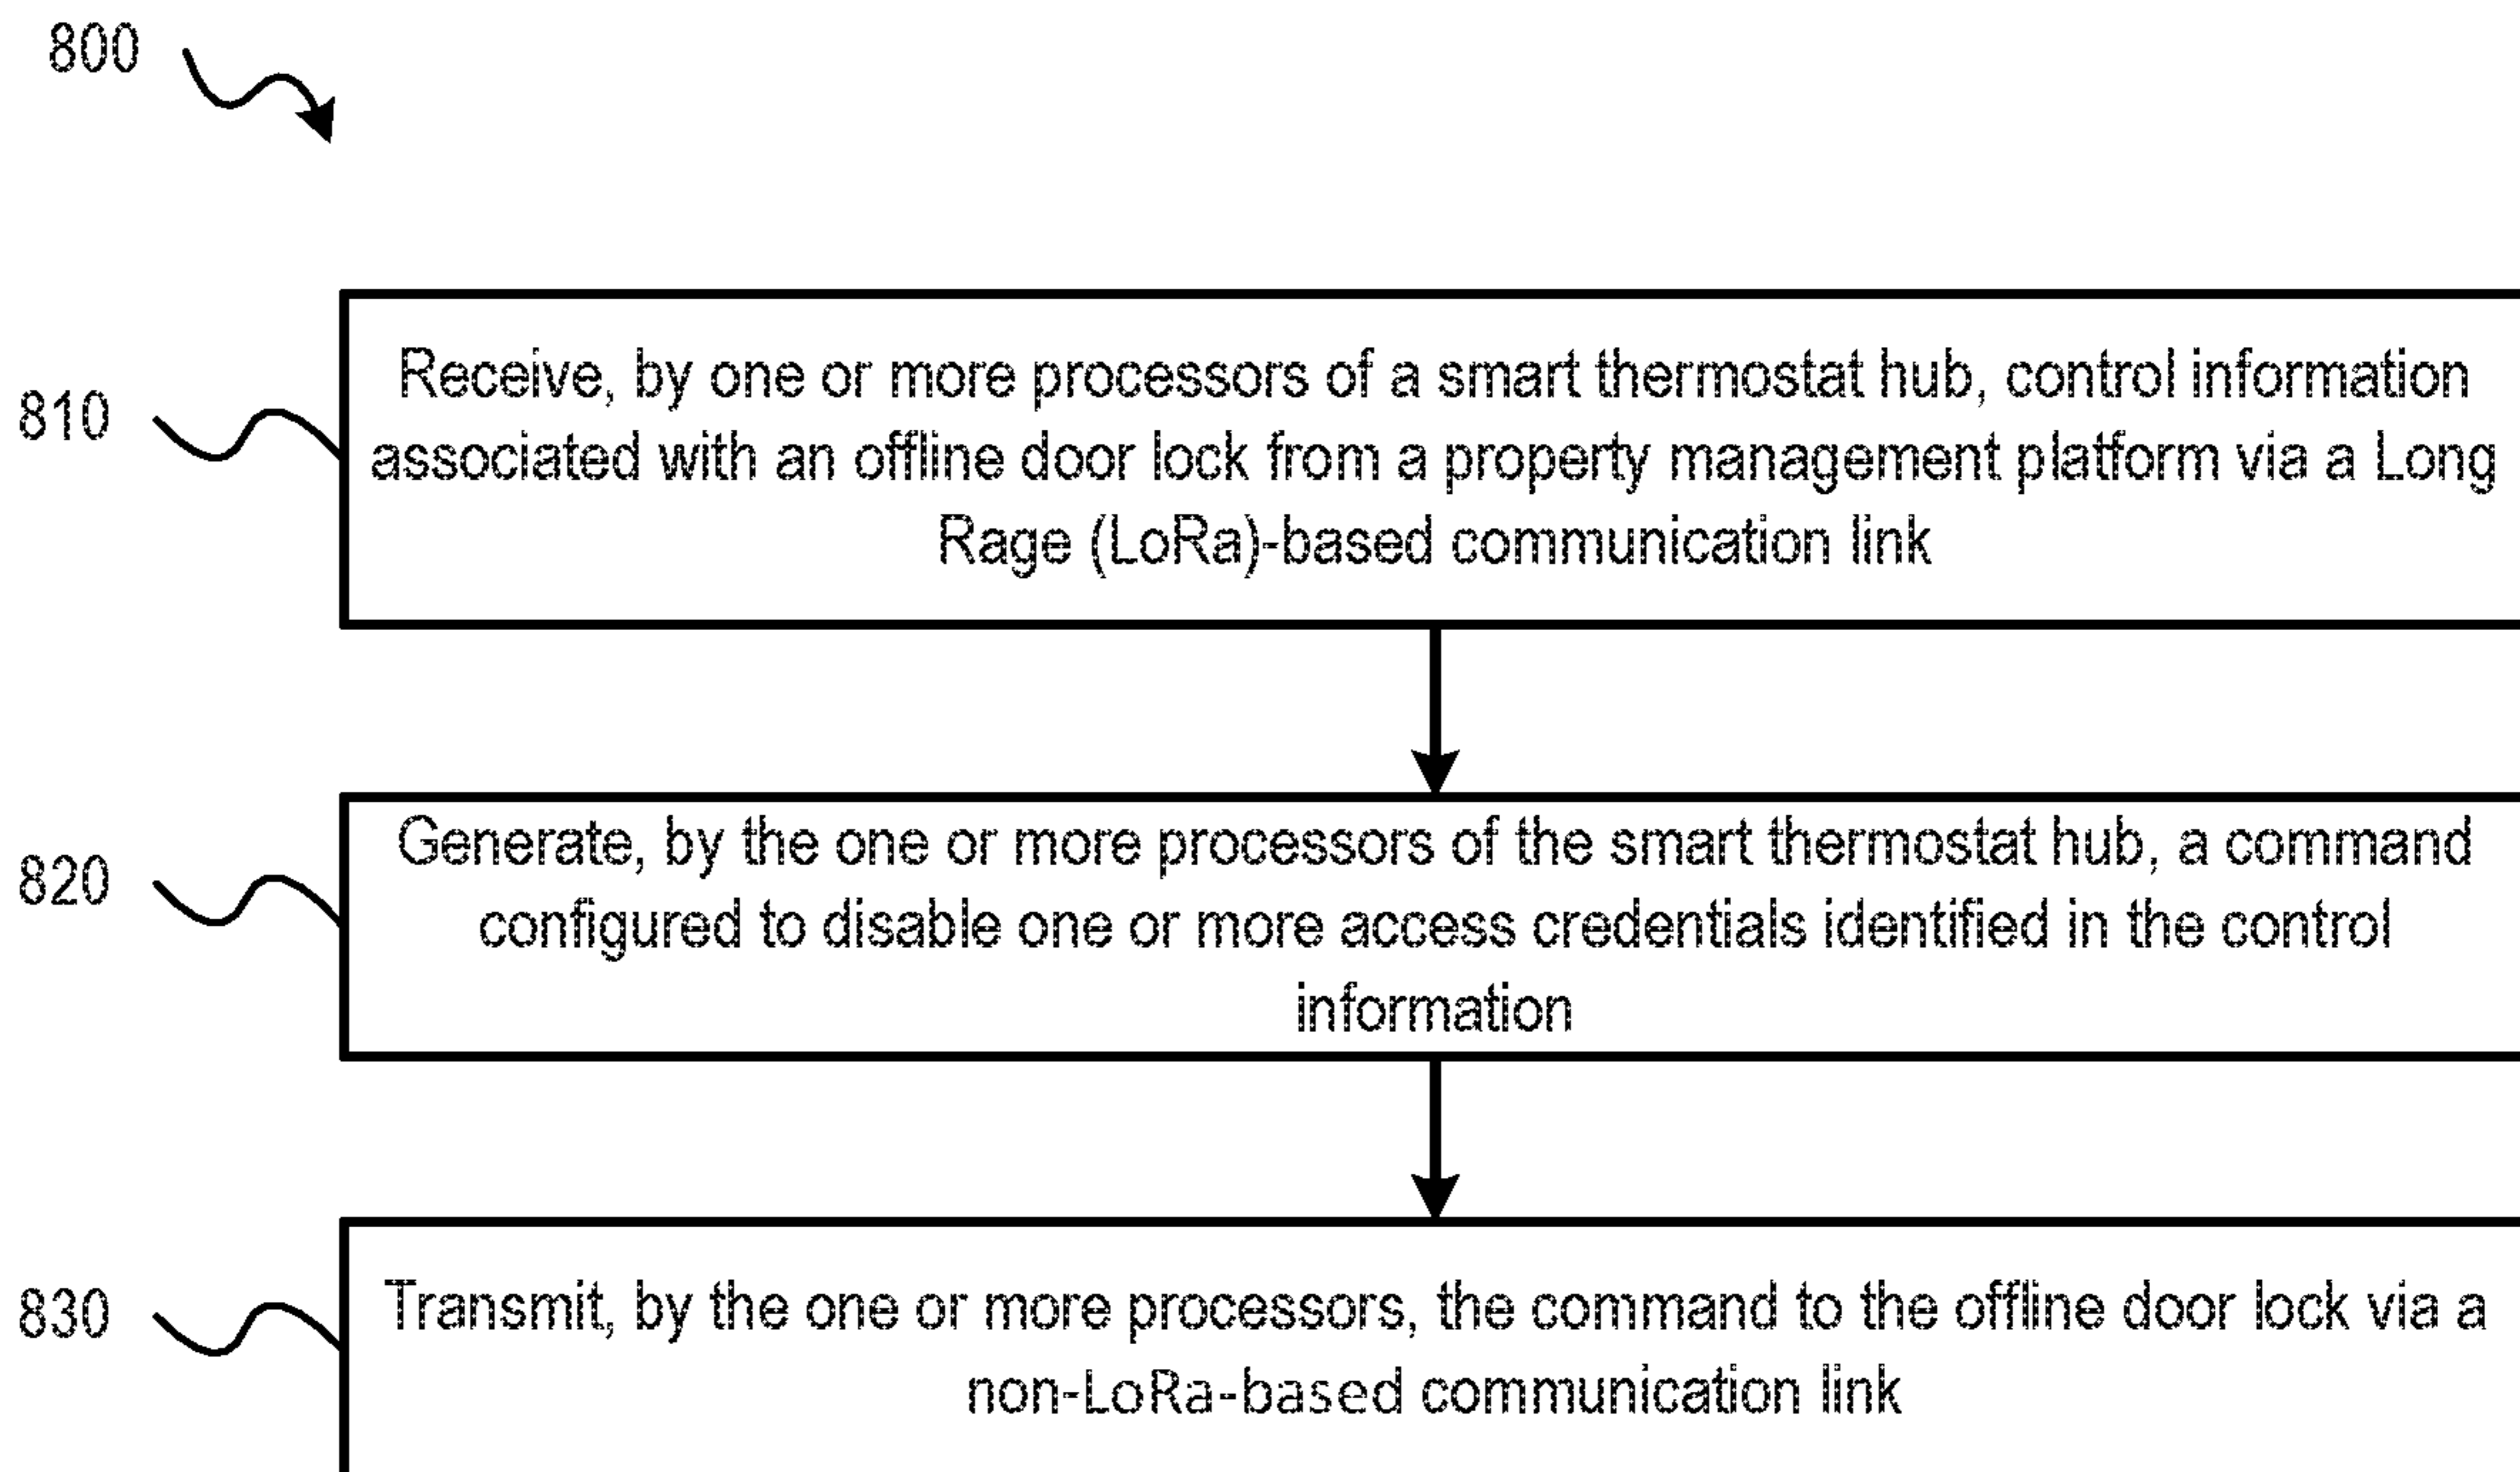 800
810
Receive, by one or more processors of a smart thermostat hub, control information
associated with an offline door lock from a property management platform via a Long
Rage (LoRa)-based communication link
820
Generate, by the one or more processors of the smart thermostat hub, a command
configured to disable one or more access credentials identified in the control
information
830
Transmit, by the one or more processors, the command to the offline door lock via a
non-LoRa-based communication link